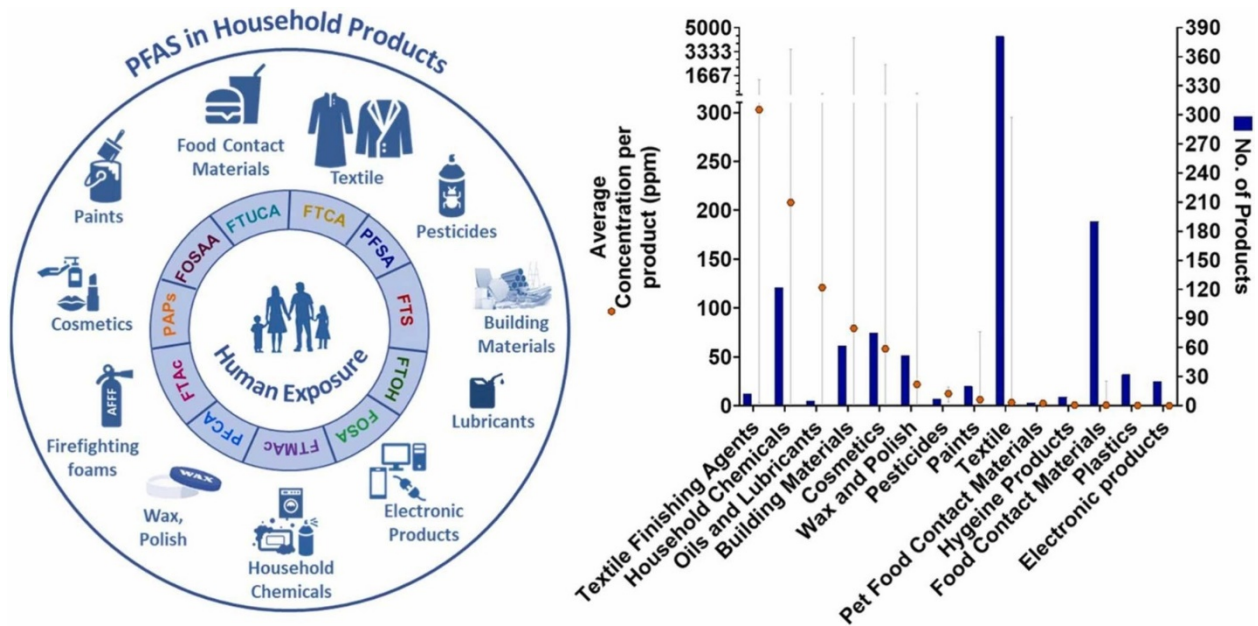 PFAS in Household Products
Food Contact
Materials
Textile
Pesticides
Building
Materials
Lubricants
Electronic
Products
Household
Chemicals
WAX
Wax,
Polish
AFFF
Firefighting
foams
Cosmetics
Paints
FTUCA
FTCA
PFSA
FTS
FTOH
FOSA
FTMAc
PFCA
FTAc
PAPs
FOSAA
Human Exposure
Average
Concentration per
product (ppm)
5000
3333
1667
300
250
200
150
100
50
0
390
360
330
300
270
240
210
180
150
120
90
60
30
0
No. of Products
Textile Finishing Agents
Household Chemicals
Oils and Lubricants
Building Materials
Cosmetics
Wax and Polish
Pesticides
Paints
Textile
Pet Food Contact Materials
Hygeine Products
Food Contact Materials
Plastics
Electronic products